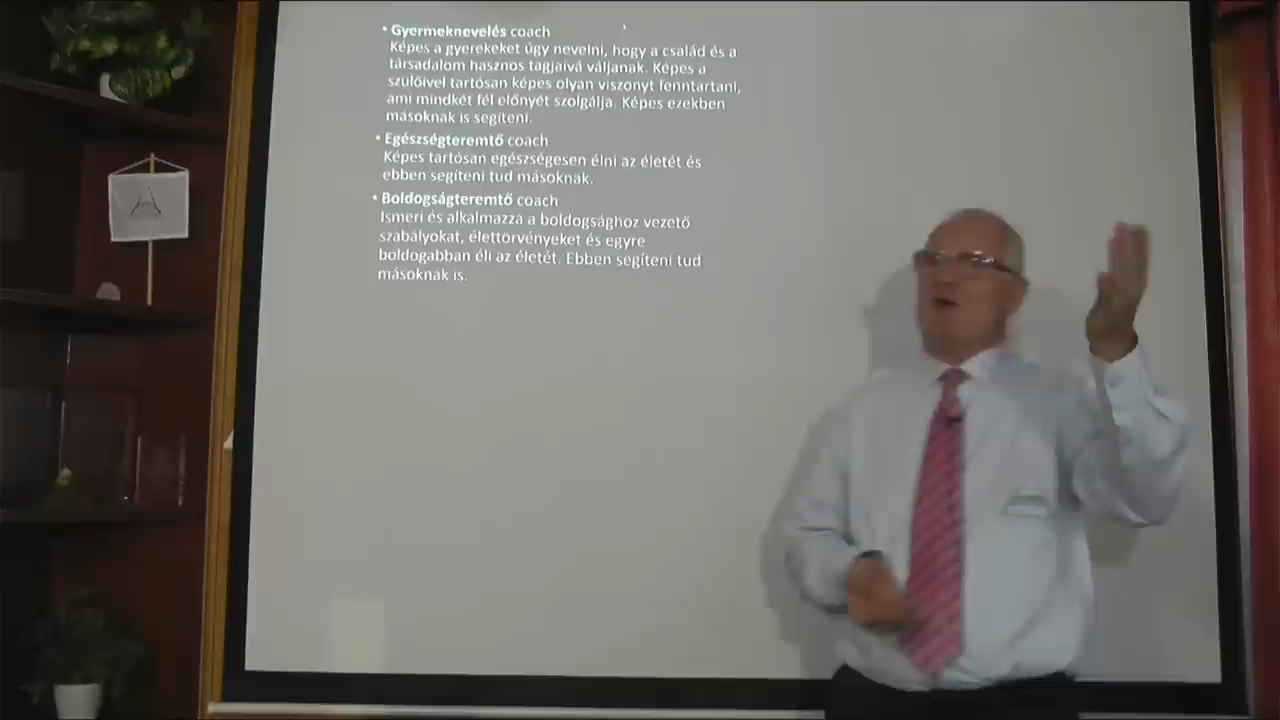 • Gyermeknevelés coach
Képes a gyerekeket úgy nevelni, hogy a család és a
társadalom hasznos tagjaivá váljanak. Képes a
szülőivel tartósan képes olyan viszonyt fenntartani,
ami mindkét fél előnyét szolgálja. Képes ezekben
másoknak is segíteni.
• Egészségteremtő coach
Képes tartósan egészségesen élni az életét és
ebben segíteni tud másoknak.
• Boldogságteremtő coach
Ismeri és alkalmazza a boldogsághoz vezető
szabályokat, élettörvényeket és egyre
boldogabban éli az életét. Ebben segíteni tud
másoknak is.